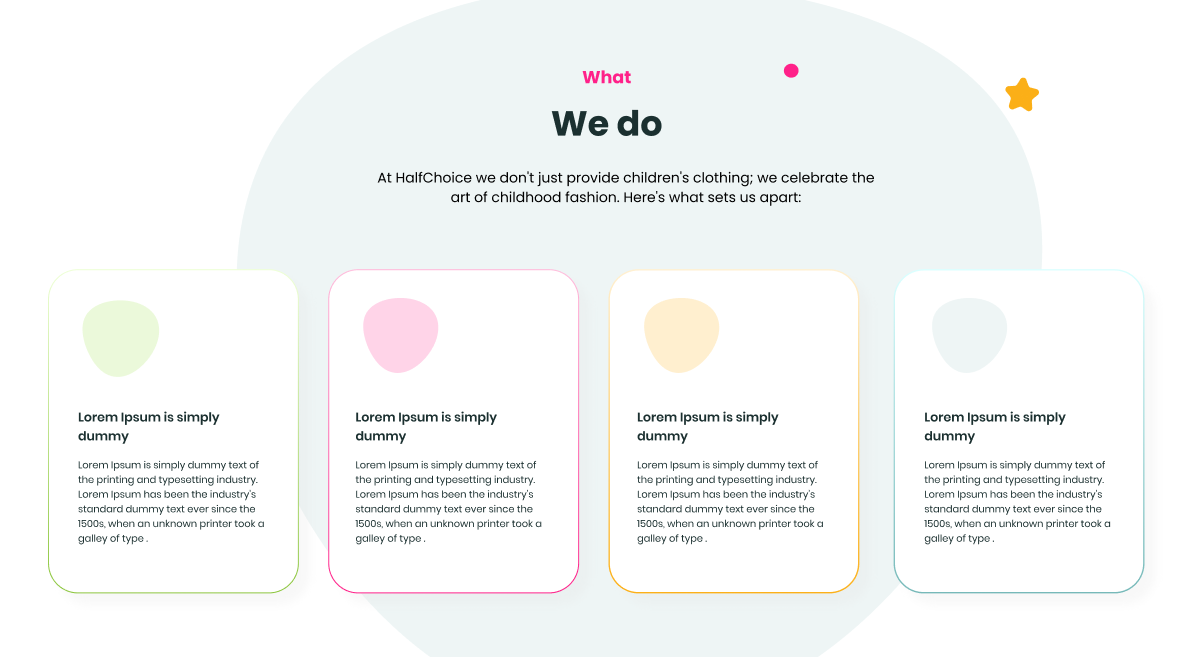 What
We do
At HalfChoice we don't just provide children's clothing; we celebrate the
art of childhood fashion. Here's what sets us apart:
Lorem Ipsum is simply
dummy
Lorem Ipsum is simply dummy text of
the printing and typesetting industry.
Lorem Ipsum has been the industry's
standard dummy text ever since the
1500s, when an unknown printer took a
galley of type .
Lorem Ipsum is simply
dummy
Lorem Ipsum is simply dummy text of
the printing and typesetting industry.
Lorem Ipsum has been the industry's
standard dummy text ever since the
1500s, when an unknown printer took a
galley of type .
Lorem Ipsum is simply
dummy
Lorem Ipsum is simply dummy text of
the printing and typesetting industry.
Lorem Ipsum has been the industry's
standard dummy text ever since the
1500s, when an unknown printer took a
galley of type .
Lorem Ipsum is simply
dummy
Lorem Ipsum is simply dummy text of
the printing and typesetting industry.
Lorem Ipsum has been the industry's
standard dummy text ever since the
1500s, when an unknown printer took a
galley of type .